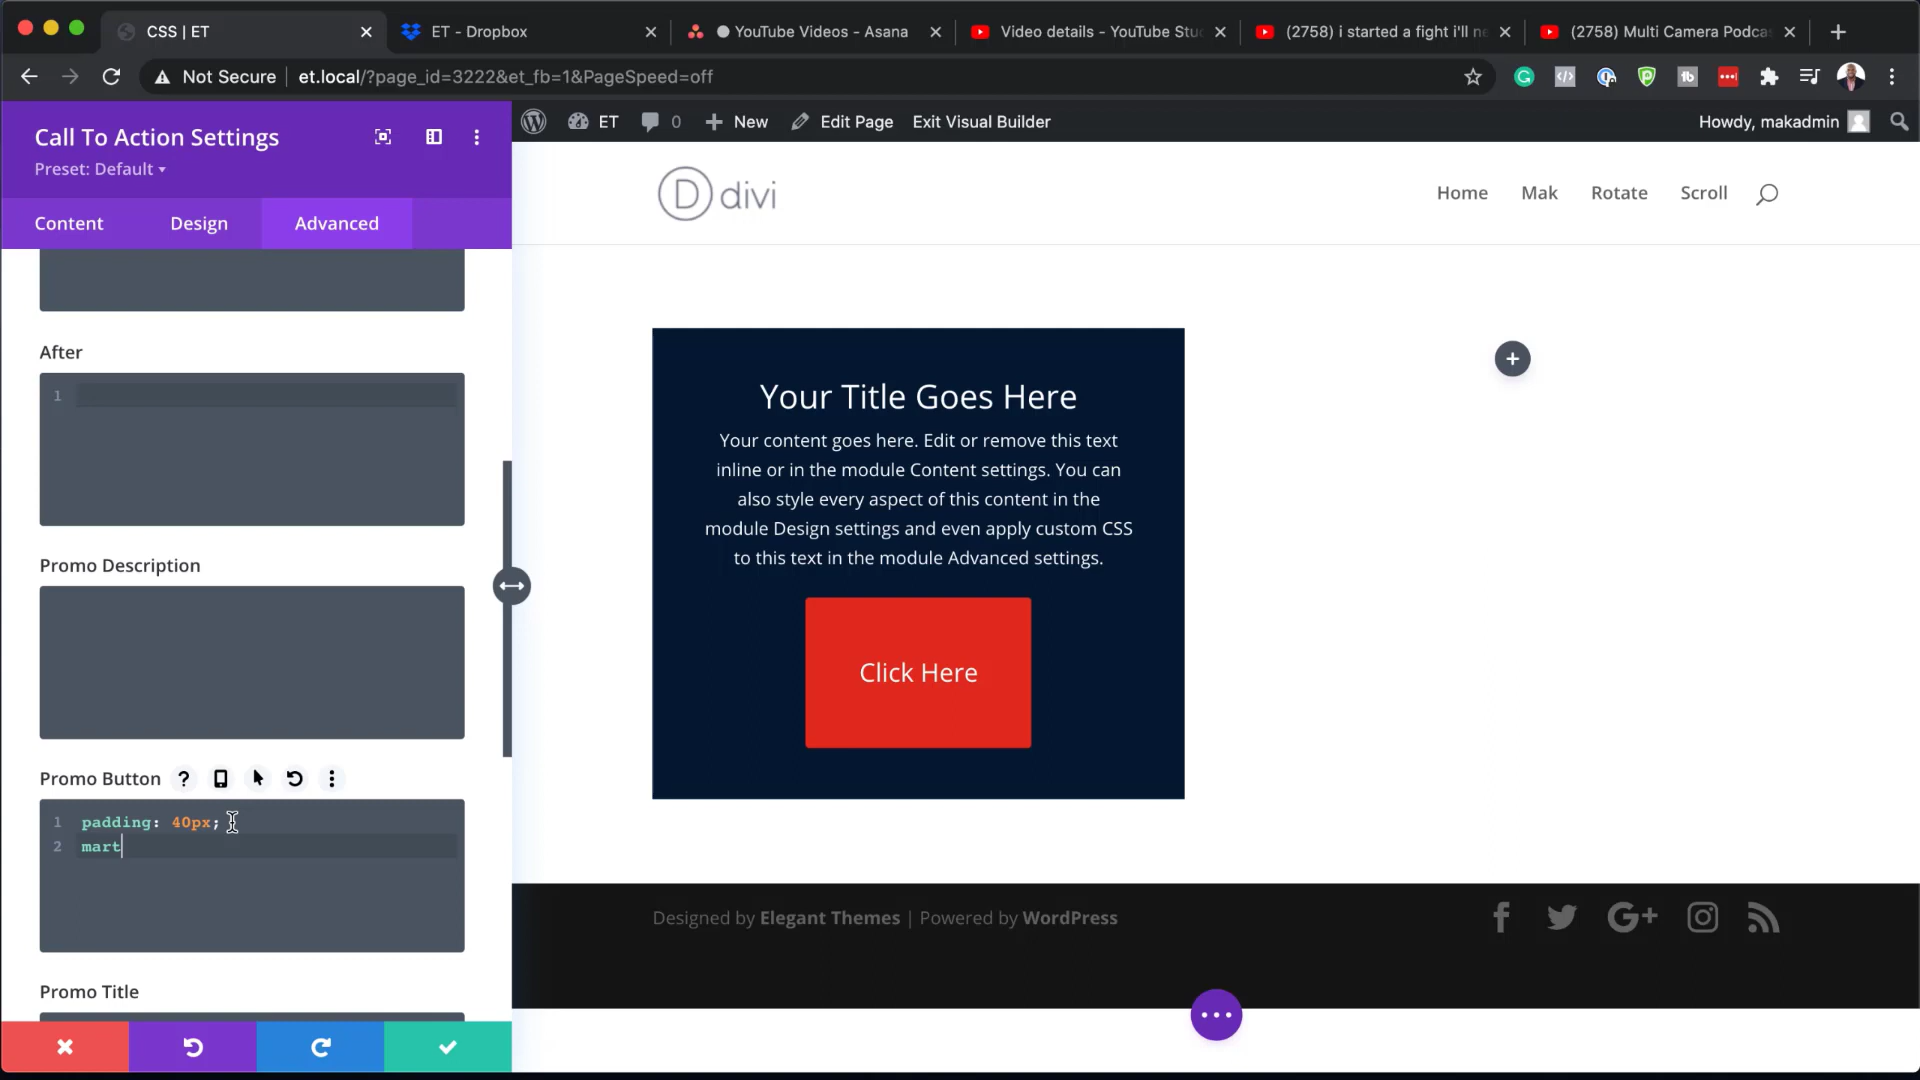 CSS | ET
ET - Dropbox
YouTube Videos - Asana
Video details - YouTube Stu
(2758) i started a fight i'll ne
(2758) Multi Camera Podca
Not Secure
et.local/?page_id=3222&et_fb=1&PageSpeed=off
Call To Action Settings
Preset: Default
Content
Design
Advanced
After
1
Promo Description
Promo Button
1 padding: 40px;
2 mart
Promo Title
ET
0
New
Edit Page
Exit Visual Builder
Howdy, makadmin
D divi
Home
Mak
Rotate
Scroll
Your Title Goes Here
Your content goes here. Edit or remove this text
inline or in the module Content settings. You can
also style every aspect of this content in the
module Design settings and even apply custom CSS
to this text in the module Advanced settings.
Click Here
Designed by Elegant Themes | Powered by WordPress